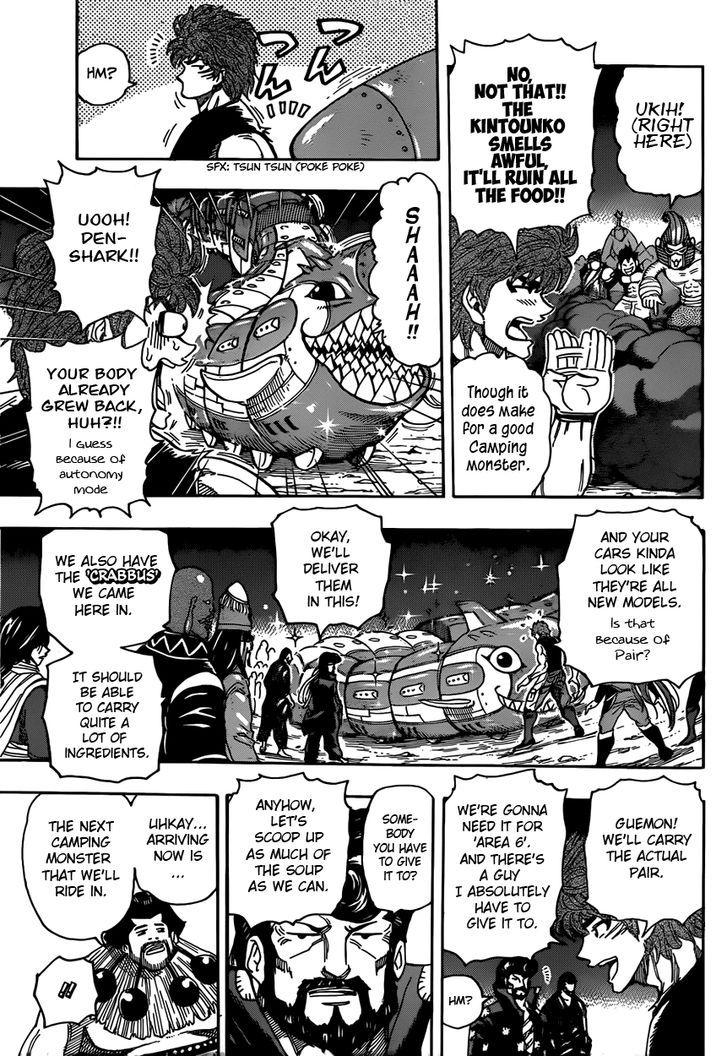 UKIH!
(RIGHT
HERE)
NO,
NOT THAT!!
THE
KINTOUNKO
SMELLS
AWFUL,
IT'LL RUIN ALL
THE FOOD!!
Though it
does make
for a good
Camping
monster.
HM?
SFX: TSUN TSUN (POKE POKE)
つん
つん
SHAAAH!!
UOOH!
DEN-
SHARK!!
YOUR BODY
ALREADY
GREW BACK,
HUH?!!
I guess
because of
autonomy
mode
AND YOUR
CARS KINDA
LOOK LIKE
THEY'RE ALL
NEW MODELS.
Is that
because of
Pair?
OKAY,
WE'LL
DELIVER
THEM
IN THIS!
WE ALSO HAVE
THE 'CRABBUS'
WE CAME
HERE IN.
IT SHOULD
BE ABLE
TO CARRY
QUITE A
LOT OF
INGREDIENTS.
GUEMON!
WE'LL CARRY
THE ACTUAL
PAIR.
WE'RE GONNA
NEED IT FOR
'AREA 6'.
AND THERE'S
A GUY
I ABSOLUTELY
HAVE TO
GIVE IT TO.
HM?
SOME-
BODY
YOU HAVE
TO GIVE
IT TO?
ANYHOW,
LET'S
SCOOP UP
AS MUCH OF
THE SOUP
AS WE CAN.
UHKAY...
ARRIVING
NOW IS
...
THE NEXT
CAMPING
MONSTER
THAT WE'LL
RIDE IN.
!!